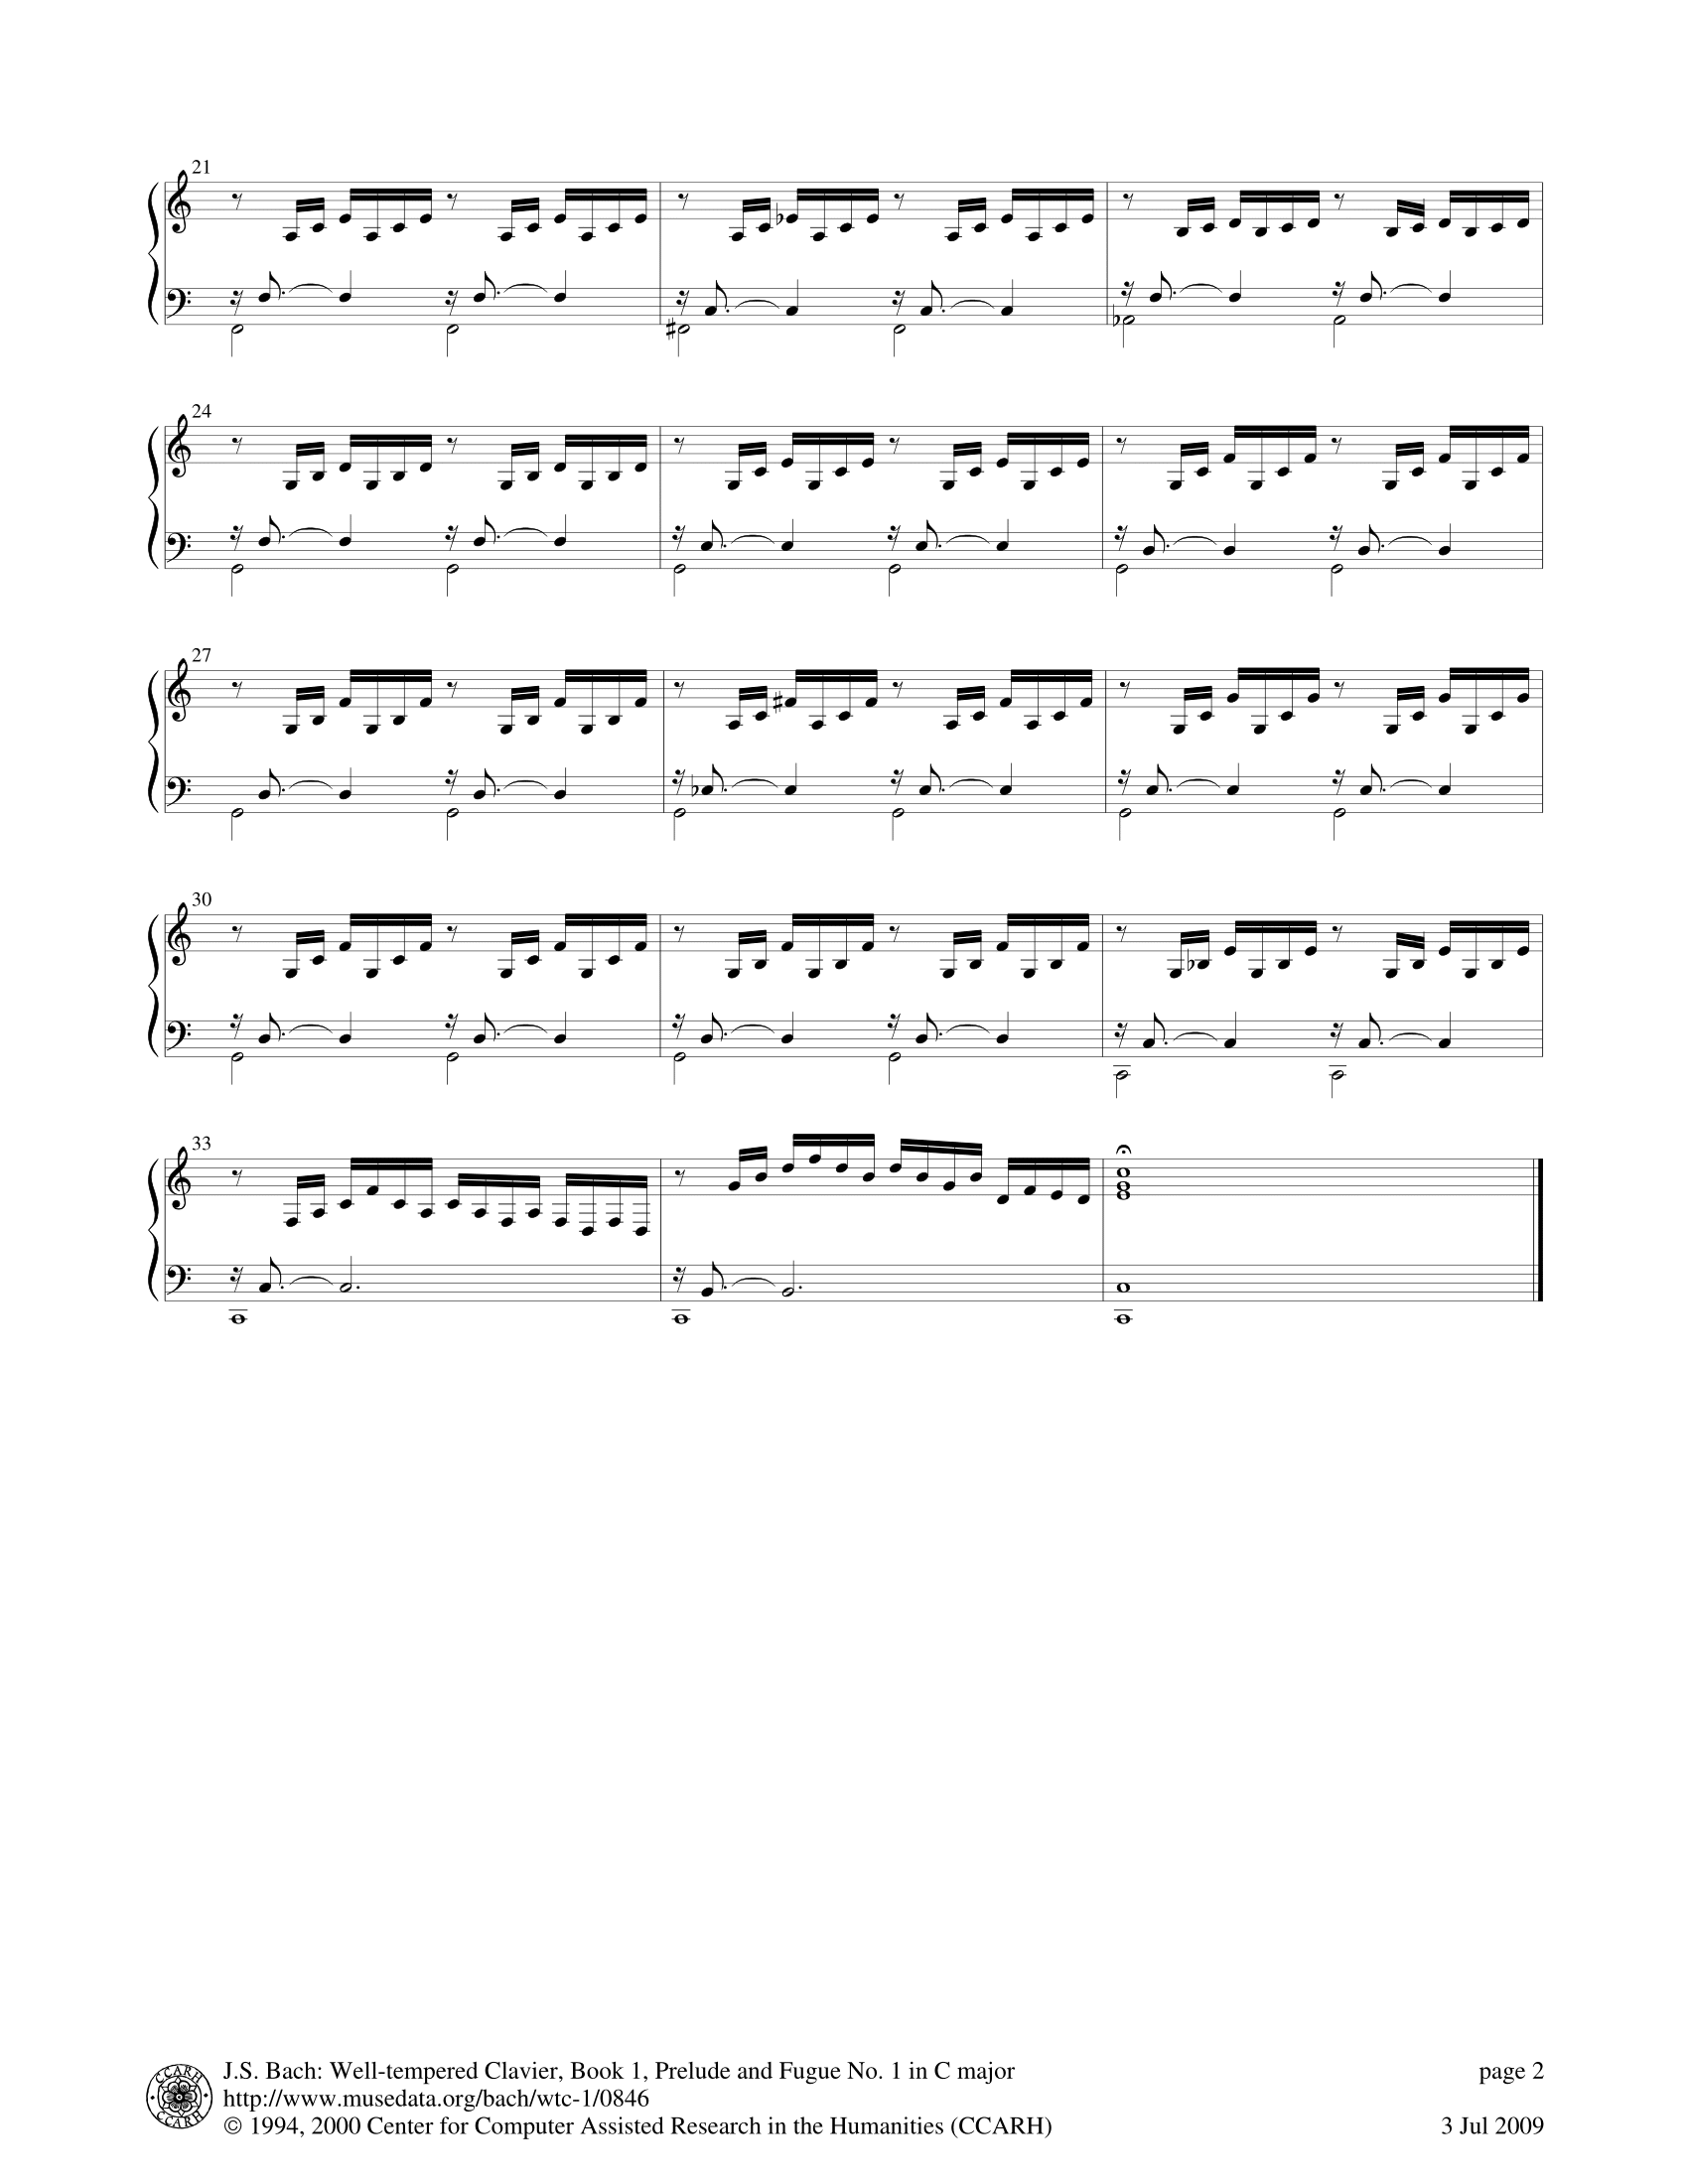 21
24
27
30
33
CCARH
CCARH
J.S. Bach: Well-tempered Clavier, Book 1, Prelude and Fugue No. 1 in C major
page 2
http://www.musedata.org/bach/wtc-1/0846
© 1994, 2000 Center for Computer Assisted Research in the Humanities (CCARH)
3 Jul 2009